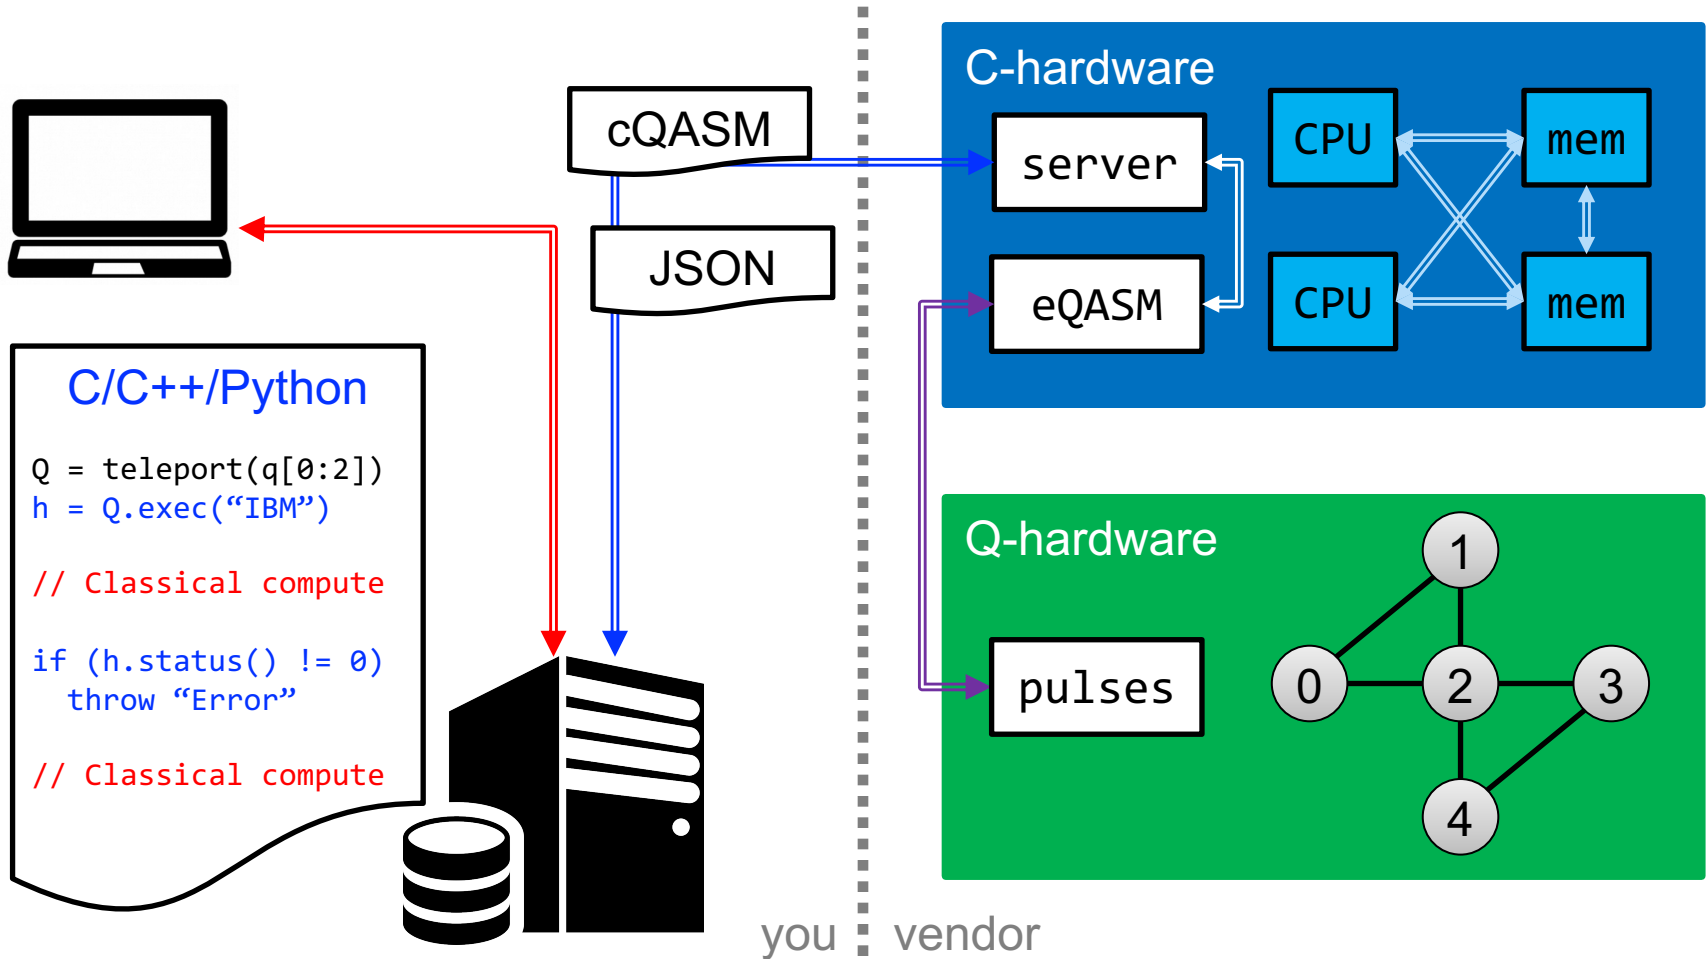 cQASM
JSON
C/C++/Python
Q = teleport(q[0:2])
h = Q.exec(“IBM”)
// Classical compute
if (h.status() != 0)
throw “Error”
// Classical compute
you
vendor
C-hardware
server
eQASM
CPU
mem
CPU
mem
Q-hardware
pulses
1
0
2
3
4